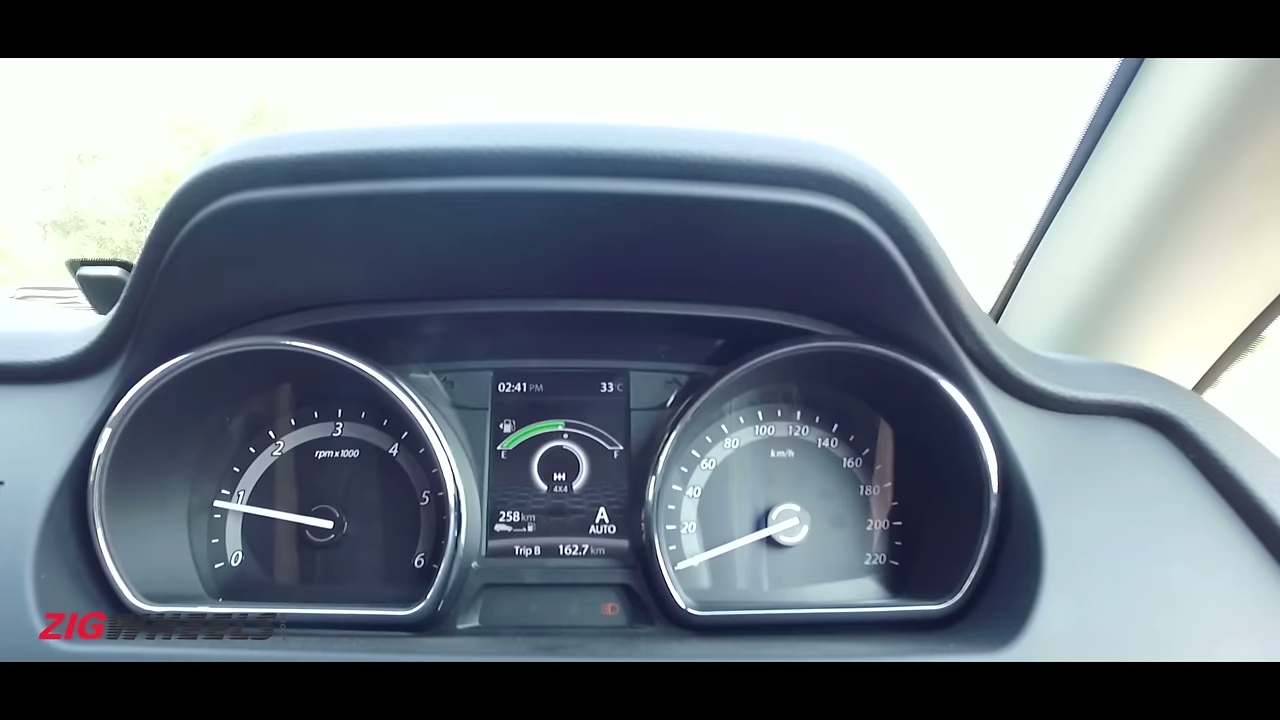 02:41 PM 33°C
E F
4X4
258 km
A
AUTO
Trip B 162.7 km
0 1 2 3 4 5 6
rpm x 1000
20 40 60 80 100 120 140 160 180 200 220
km/h
ZIGWHEELS